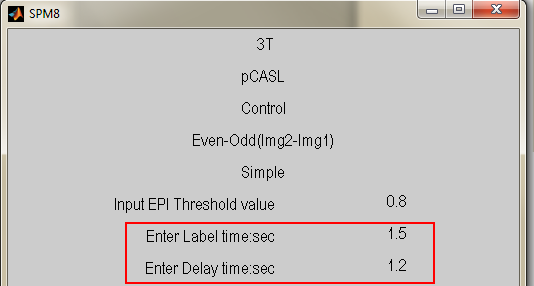 SPM8
3T
pCASL
Control
Even-Odd(Img2-Img1)
Simple
Input EPI Threshold value 0.8
Enter Label time:sec 1.5
Enter Delay time:sec 1.2